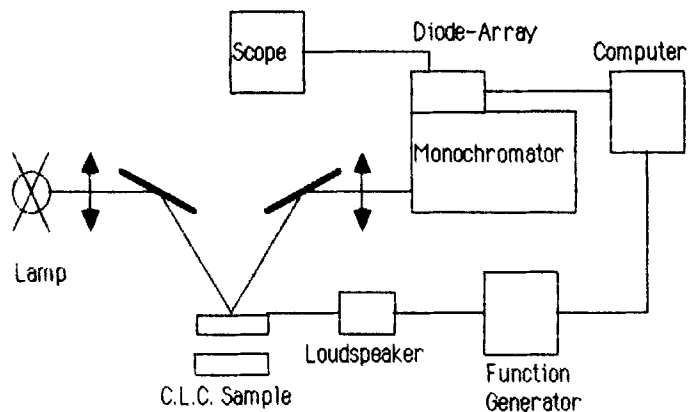 Diode-Array
Scope
Computer
Monochromator
Lamp
Loudspeaker
Function
Generator
C.L.C. Sample